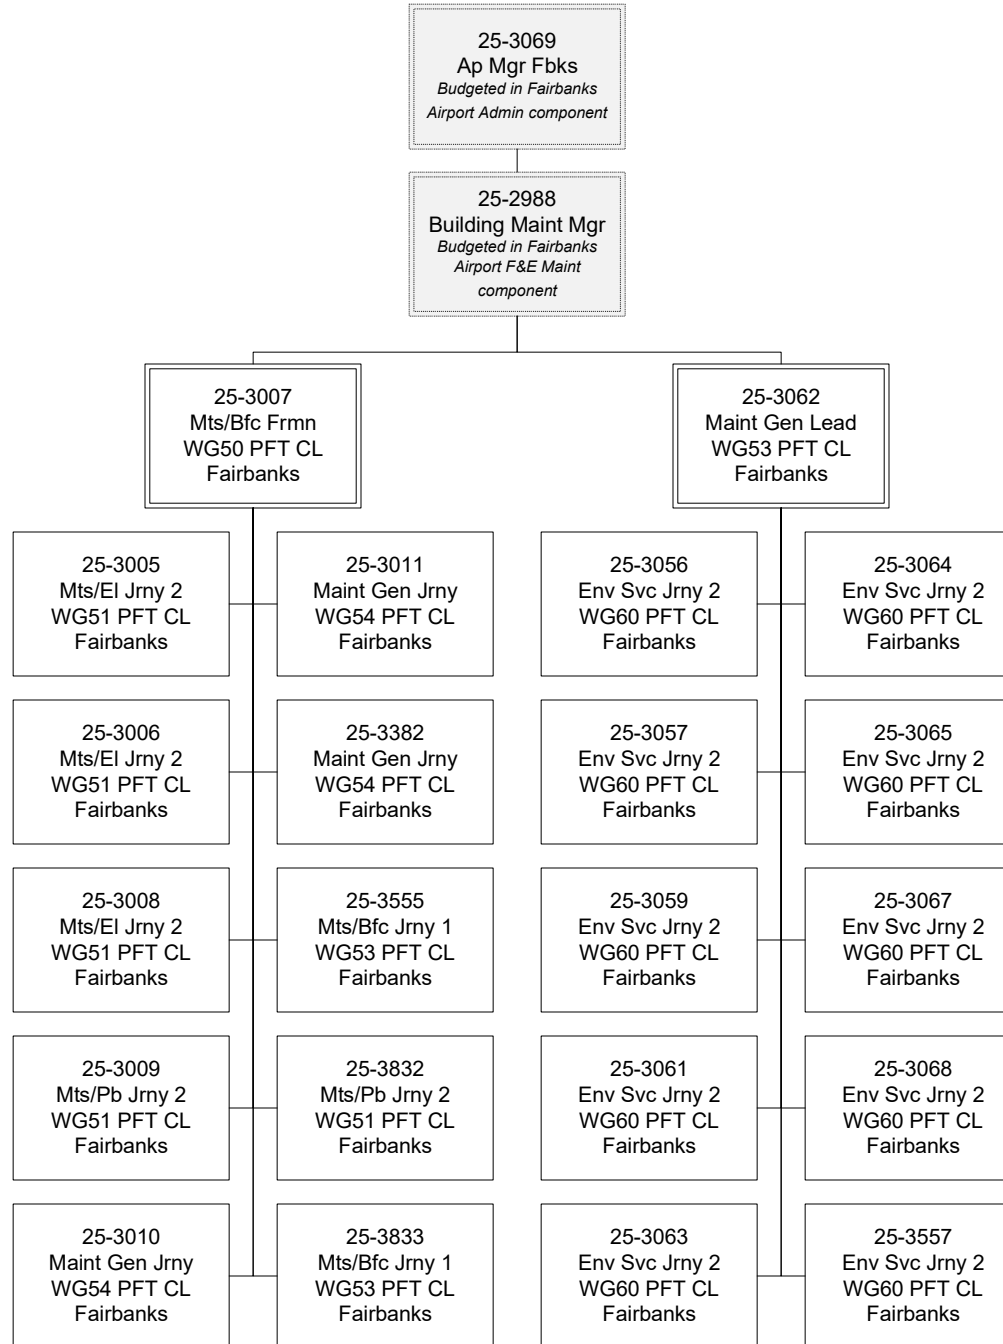 25-3069
Ap Mgr Fbks
Budgeted in Fairbanks
Airport Admin component
25-2988
Building Maint Mgr
Budgeted in Fairbanks
Airport F&E Maint
component
25-3007
Mts/Bfc Frmn
WG50 PFT CL
Fairbanks
25-3062
Maint Gen Lead
WG53 PFT CL
Fairbanks
25-3005
Mts/El Jrny 2
WG51 PFT CL
Fairbanks
25-3011
Maint Gen Jrny
WG54 PFT CL
Fairbanks
25-3056
Env Svc Jrny 2
WG60 PFT CL
Fairbanks
25-3064
Env Svc Jrny 2
WG60 PFT CL
Fairbanks
25-3006
Mts/El Jrny 2
WG51 PFT CL
Fairbanks
25-3382
Maint Gen Jrny
WG54 PFT CL
Fairbanks
25-3057
Env Svc Jrny 2
WG60 PFT CL
Fairbanks
25-3065
Env Svc Jrny 2
WG60 PFT CL
Fairbanks
25-3008
Mts/El Jrny 2
WG51 PFT CL
Fairbanks
25-3555
Mts/Bfc Jrny 1
WG53 PFT CL
Fairbanks
25-3059
Env Svc Jrny 2
WG60 PFT CL
Fairbanks
25-3067
Env Svc Jrny 2
WG60 PFT CL
Fairbanks
25-3009
Mts/Pb Jrny 2
WG51 PFT CL
Fairbanks
25-3832
Mts/Pb Jrny 2
WG51 PFT CL
Fairbanks
25-3061
Env Svc Jrny 2
WG60 PFT CL
Fairbanks
25-3068
Env Svc Jrny 2
WG60 PFT CL
Fairbanks
25-3010
Maint Gen Jrny
WG54 PFT CL
Fairbanks
25-3833
Mts/Bfc Jrny 1
WG53 PFT CL
Fairbanks
25-3063
Env Svc Jrny 2
WG60 PFT CL
Fairbanks
25-3557
Env Svc Jrny 2
WG60 PFT CL
Fairbanks